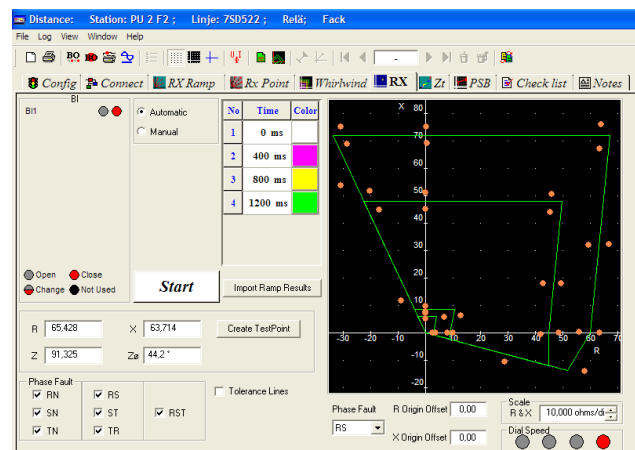 Distance: Station: PU 2 F2 ; Linje: 7SD522 ; Relä; Fack
File Log View Window Help
Config Connect RX Ramp Rx Point Whirlwind RX Zt PSB Check list Notes
BI
BI1
Open Close
Change Not Used
Automatic
Manual
Start
No Time Color
1 0 ms
2 400 ms
3 800 ms
4 1200 ms
Import Ramp Results
R 65,428 X 63,714 Create TestPoint
Z 91,325 Zø 44,2 °
Phase Fault
RN RS
SN ST RST
TN TR
Tolerance Lines
X 80
70
60
50
40
30
20
10
-30 -20 -10 0 10 20 30 40 50 60 70
R
-10
-20
Phase Fault R Origin Offset 0,00
RS
X Origin Offset 0,00
Scale
R & X 10,000 ohms/di
Dial Speed